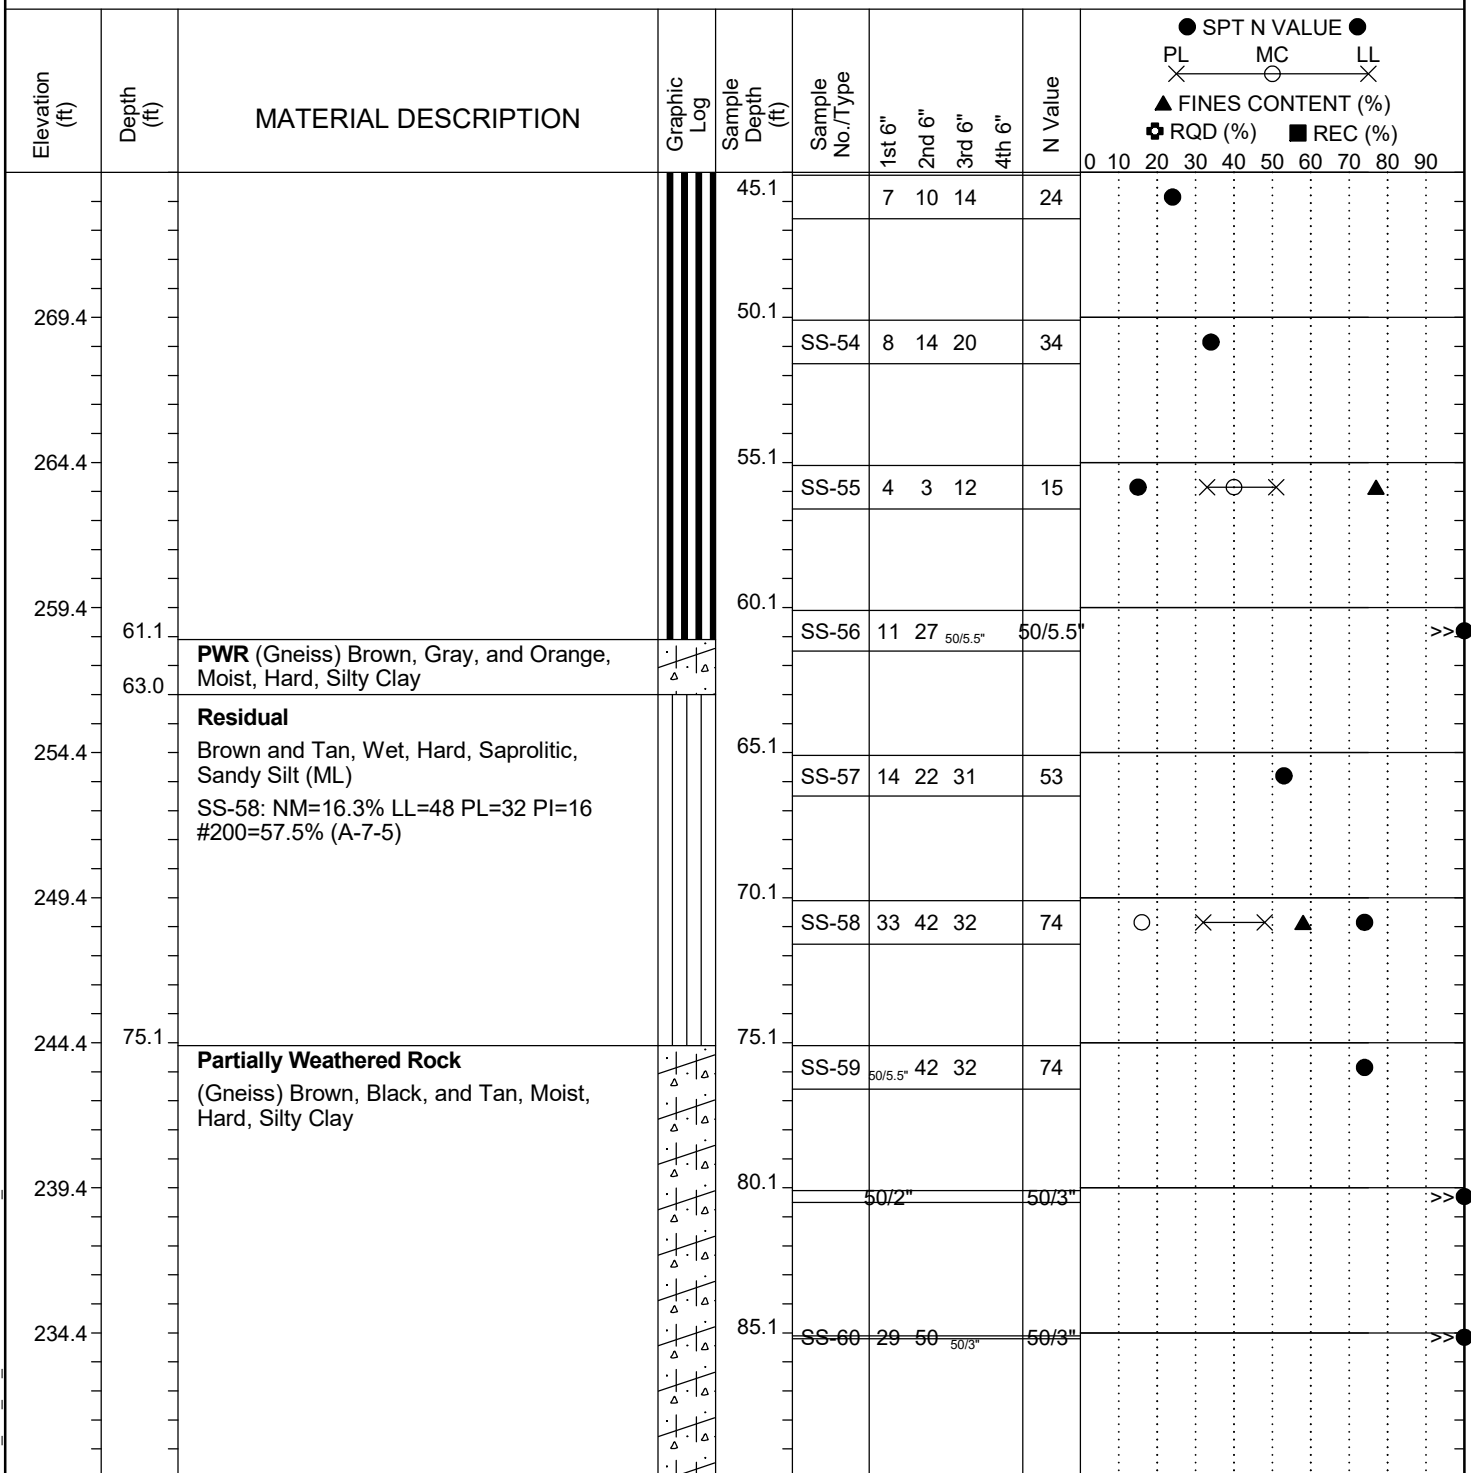 Elevation (ft)
Depth (ft)
MATERIAL DESCRIPTION
Graphic Log
Sample Depth (ft)
Sample No./Type
1st 6"
2nd 6"
3rd 6"
4th 6"
N Value
SPT N VALUE
PL MC LL
FINES CONTENT (%)
RQD (%) REC (%)
0 10 20 30 40 50 60 70 80 90
45.1 7 10 14 24
269.4 50.1
SS-54 8 14 20 34
264.4 55.1
SS-55 4 3 12 15
259.4 60.1
61.1 SS-56 11 27 50/5.5" 50/5.5" >>
PWR (Gneiss) Brown, Gray, and Orange,
Moist, Hard, Silty Clay
63.0
Residual
254.4 Brown and Tan, Wet, Hard, Saprolitic, 65.1
Sandy Silt (ML) SS-57 14 22 31 53
SS-58: NM=16.3% LL=48 PL=32 PI=16
#200=57.5% (A-7-5)
249.4 70.1
SS-58 33 42 32 74
244.4 75.1 75.1
Partially Weathered Rock SS-59 50/5.5" 42 32 74
(Gneiss) Brown, Black, and Tan, Moist,
Hard, Silty Clay
239.4 80.1
50/2" 50/3" >>
234.4 85.1
SS-60 29 50 50/3" 50/3" >>